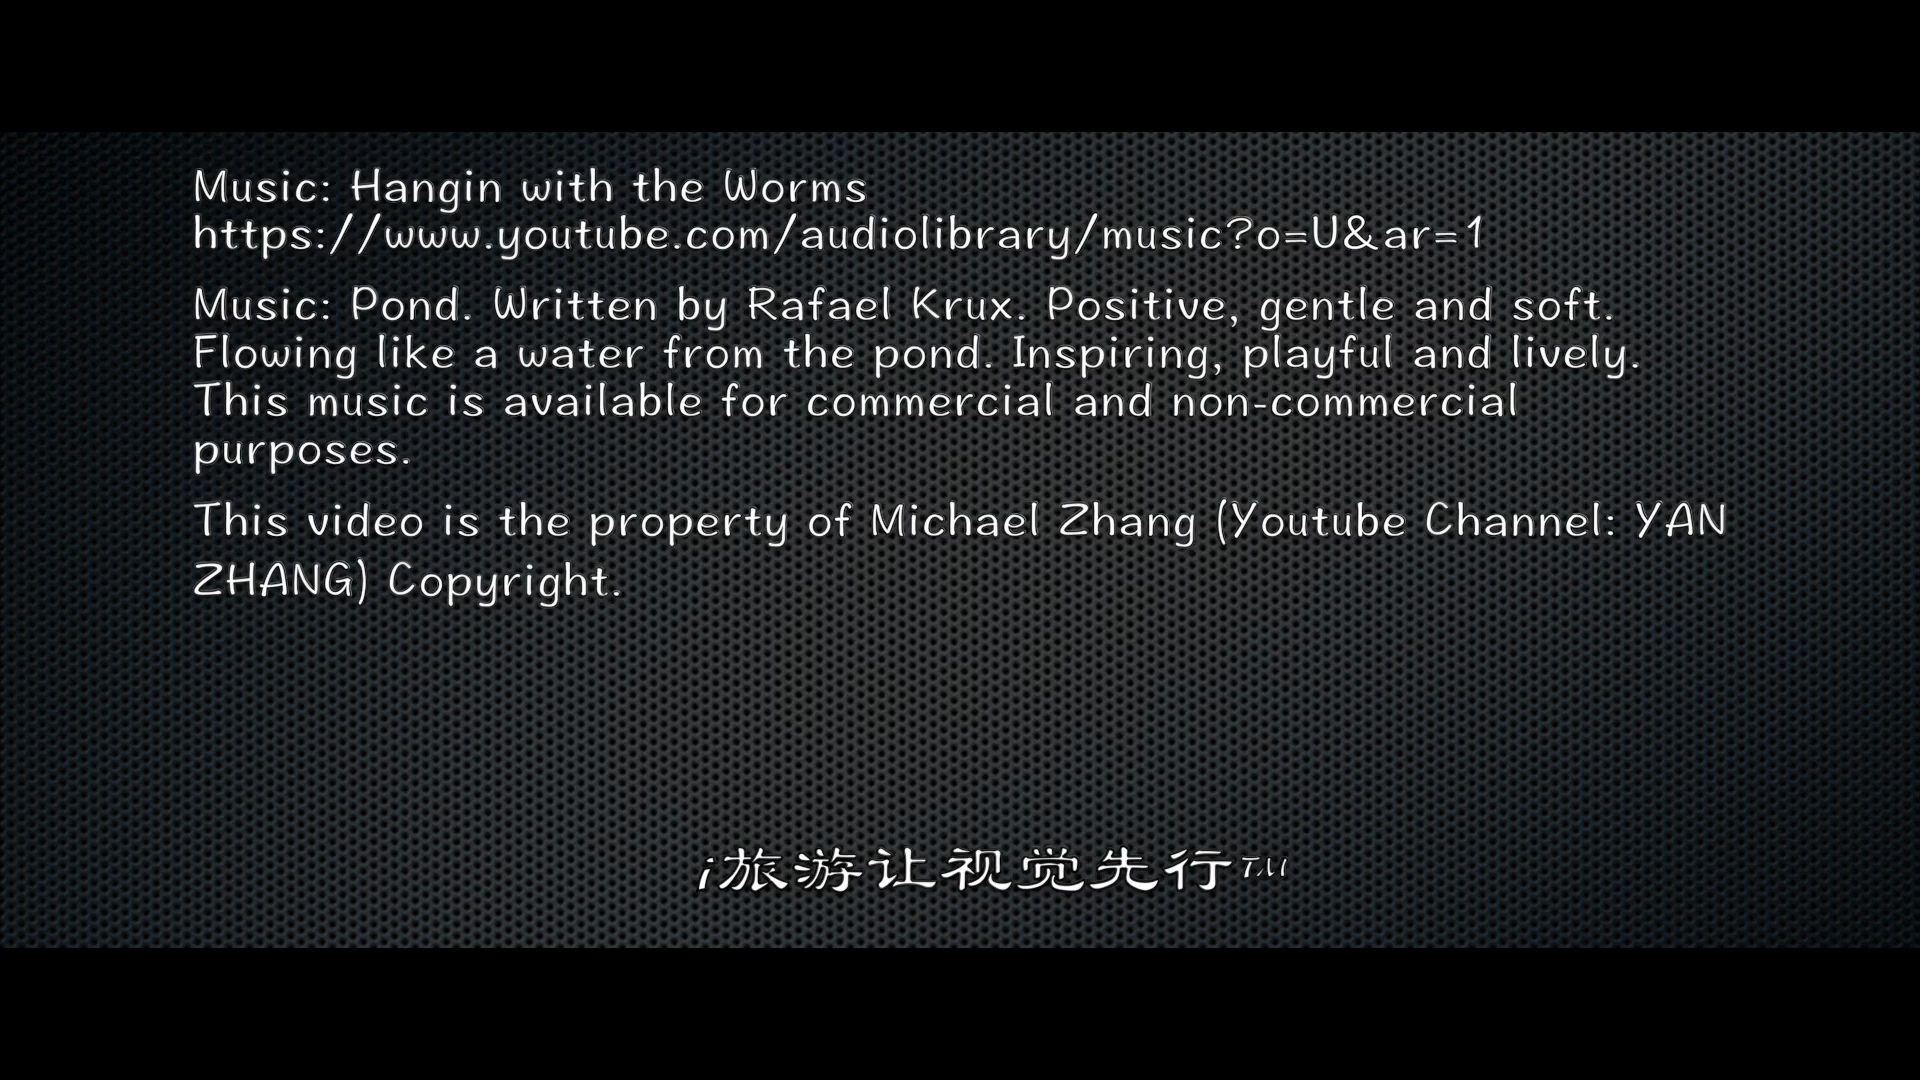 Music: Hangin with the Worms
https://www.youtube.com/audiolibrary/music?o=U&ar=1
Music: Pond. Written by Rafael Krux. Positive, gentle and soft.
Flowing like a water from the pond. Inspiring, playful and lively.
This music is available for commercial and non-commercial
purposes.
This video is the property of Michael Zhang (Youtube Channel: YAN
ZHANG) Copyright.
i旅游让视觉先行™